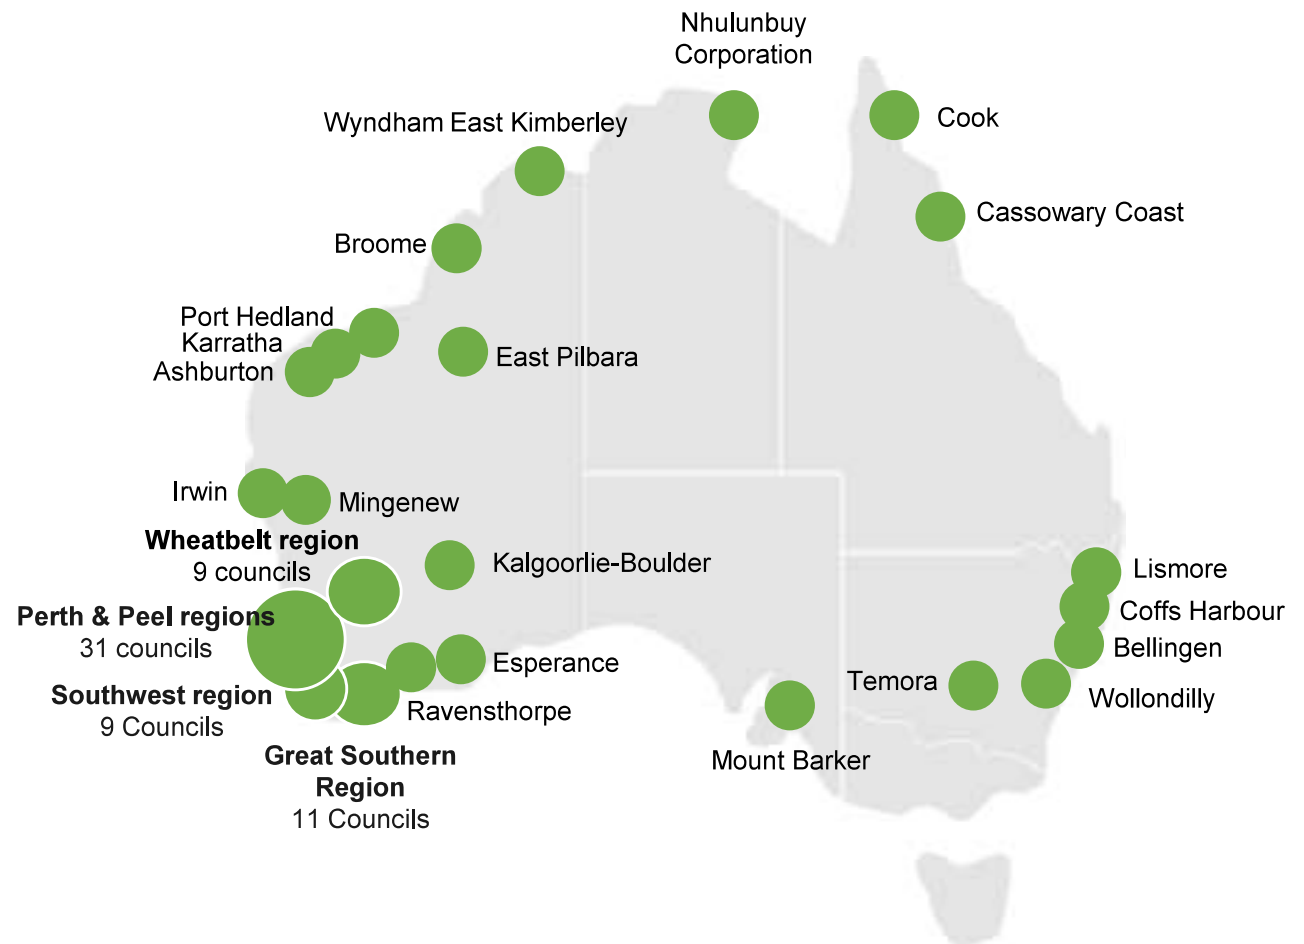 Nhulunbuy
Corporation
Cook
Wyndham East Kimberley
Cassowary Coast
Broome
Port Hedland
Karratha
Ashburton
East Pilbara
Irwin
Mingenew
Wheatbelt region
9 councils
Kalgoorlie-Boulder
Lismore
Coffs Harbour
Bellingen
Perth & Peel regions
31 councils
Esperance
Southwest region
9 Councils
Ravensthorpe
Temora
Wollondilly
Great Southern
Region
11 Councils
Mount Barker